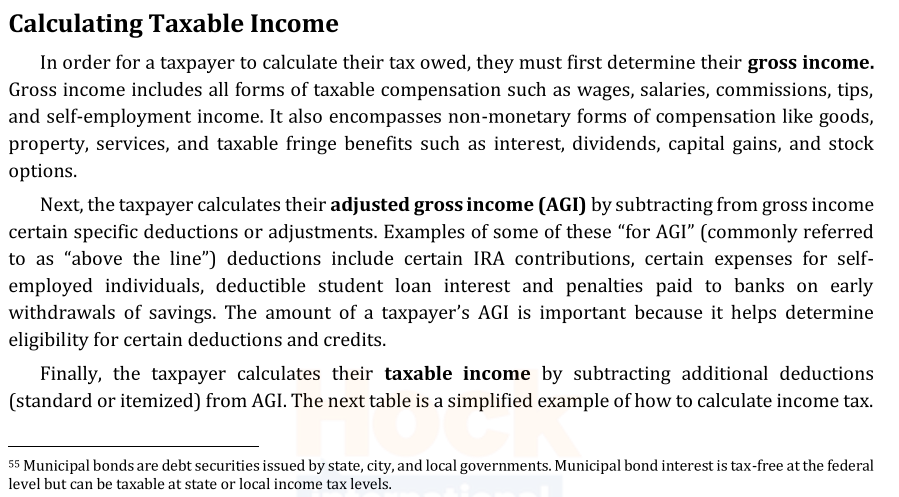 Calculating Taxable Income
In order for a taxpayer to calculate their tax owed, they must first determine their gross income.
Gross income includes all forms of taxable compensation such as wages, salaries, commissions, tips,
and self-employment income. It also encompasses non-monetary forms of compensation like goods,
property, services, and taxable fringe benefits such as interest, dividends, capital gains, and stock
options.
Next, the taxpayer calculates their adjusted gross income (AGI) by subtracting from gross income
certain specific deductions or adjustments. Examples of some of these “for AGI” (commonly referred
to as “above the line”) deductions include certain IRA contributions, certain expenses for self-
employed individuals, deductible student loan interest and penalties paid to banks on early
withdrawals of savings. The amount of a taxpayer’s AGI is important because it helps determine
eligibility for certain deductions and credits.
Finally, the taxpayer calculates their taxable income by subtracting additional deductions
(standard or itemized) from AGI. The next table is a simplified example of how to calculate income tax.
Hock
55 Municipal bonds are debt securities issued by state, city, and local governments. Municipal bond interest is tax-free at the federal
level but can be taxable at state or local income tax levels.
International